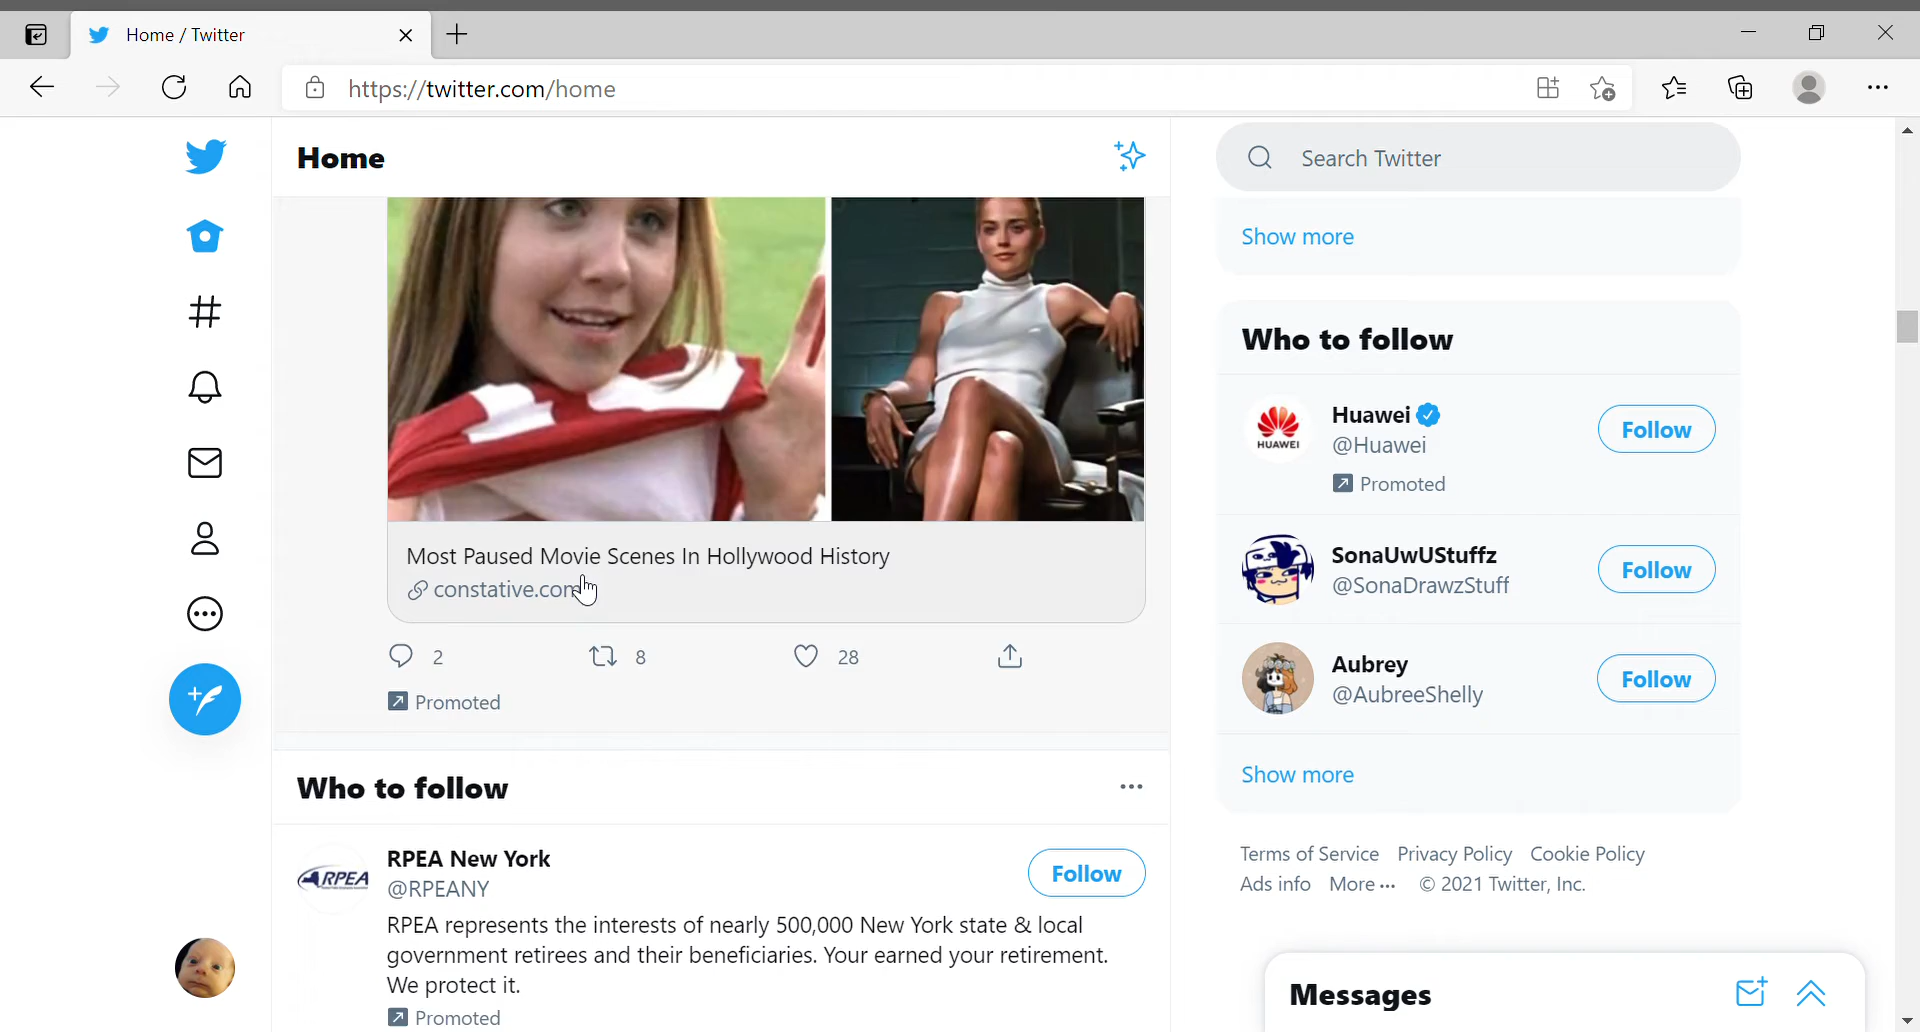 Home / Twitter
https://twitter.com/home
Home
Search Twitter
Show more
Most Paused Movie Scenes In Hollywood History
constative.com
2 8 28
Promoted
Who to follow
RPEA
RPEA New York
@RPEANY
Follow
RPEA represents the interests of nearly 500,000 New York state & local
government retirees and their beneficiaries. Your earned your retirement.
We protect it.
Promoted
Who to follow
HUAWEI
Huawei
@Huawei
Promoted
Follow
SonaUwUStuffz
@SonaDrawzStuff
Follow
Aubrey
@AubreeShelly
Follow
Show more
Terms of Service Privacy Policy Cookie Policy
Ads info More ··· © 2021 Twitter, Inc.
Messages